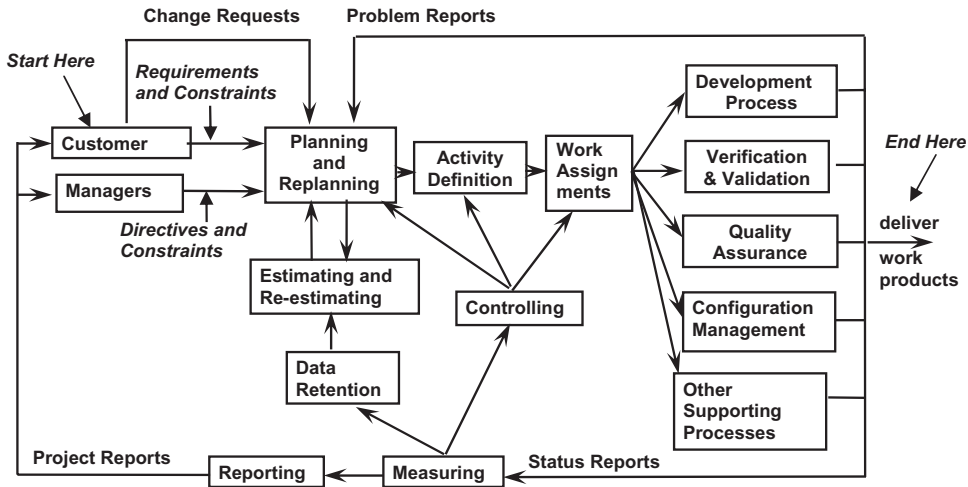 Change Requests
Problem Reports
Start Here
Requirements
and Constraints
Customer
Managers
Directives and
Constraints
Planning
and
Replanning
Activity
Definition
Work
Assign
ments
Development
Process
Verification
& Validation
Quality
Assurance
Configuration
Management
Other
Supporting
Processes
End Here
deliver
work
products
Estimating and
Re-estimating
Controlling
Data
Retention
Project Reports
Reporting
Measuring
Status Reports